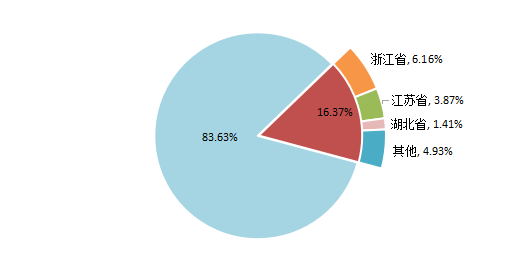 浙江省, 6.16%
江苏省, 3.87%
湖北省, 1.41%
其他, 4.93%
16.37%
83.63%